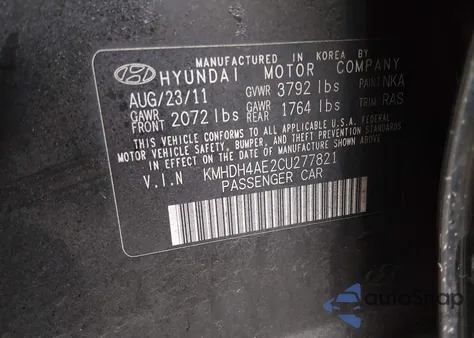 MANUFACTURED IN KOREA BY
HYUNDAI MOTOR COMPANY
AUG/23/11 GVWR 3792 lbs PAINT NKA
GAWR FRONT 2072 lbs GAWR REAR 1764 lbs TRIM RAS
THIS VEHICLE CONFORMS TO ALL APPLICABLE U.S.A. FEDERAL
MOTOR VEHICLE SAFETY, BUMPER, AND THEFT PREVENTION STANDARDS
IN EFFECT ON THE DATE OF MANUFACTURE SHOWN ABOVE.
V.I.N KMHDH4AE2CU277821
PASSENGER CAR
autoSnap